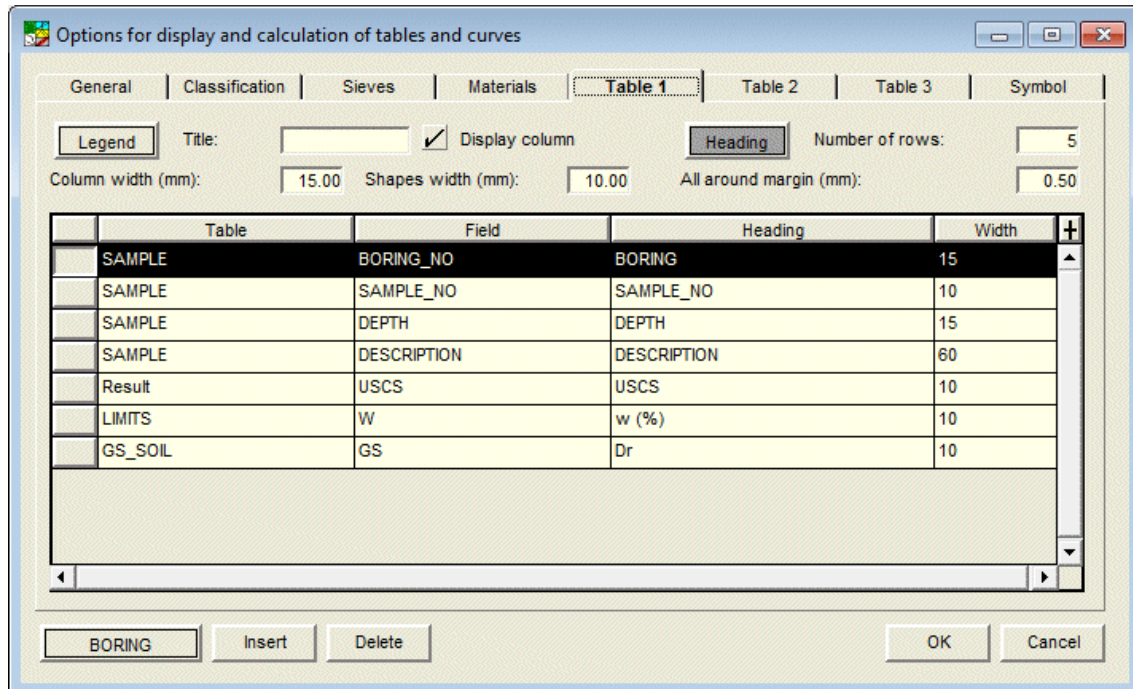 Options for display and calculation of tables and curves
General Classification Sieves Materials Table 1 Table 2 Table 3 Symbol
Legend Title: Display column Heading Number of rows: 5
Column width (mm): 15.00 Shapes width (mm): 10.00 All around margin (mm): 0.50
Table Field Heading Width
SAMPLE BORING_NO BORING 15
SAMPLE SAMPLE_NO SAMPLE_NO 10
SAMPLE DEPTH DEPTH 15
SAMPLE DESCRIPTION DESCRIPTION 60
Result USCS USCS 10
LIMITS W w (%) 10
GS_SOIL GS Dr 10
BORING Insert Delete OK Cancel